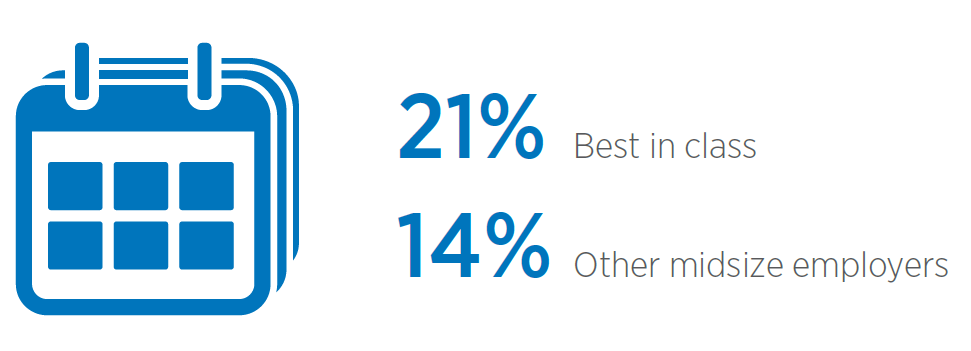 21% Best in class
14% Other midsize employers